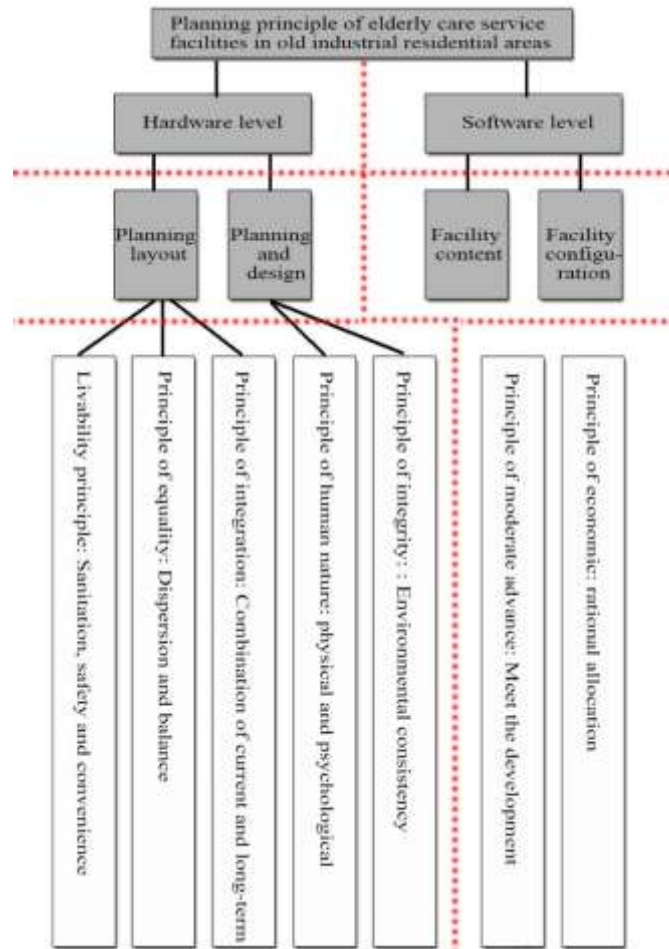 Planning principle of elderly care service
facilities in old industrial residential areas
Hardware level
Software level
Planning
layout
Planning
and
design
Facility
content
Facility
configu-
ration
Livability principle: Sanitation, safety and convenience
Principle of equality: Dispersion and balance
Principle of integration: Combination of current and long-term
Principle of human nature: physical and psychological
Principle of integrity: : Environmental consistency
Principle of moderate advance: Meet the development
Principle of economic: rational allocation